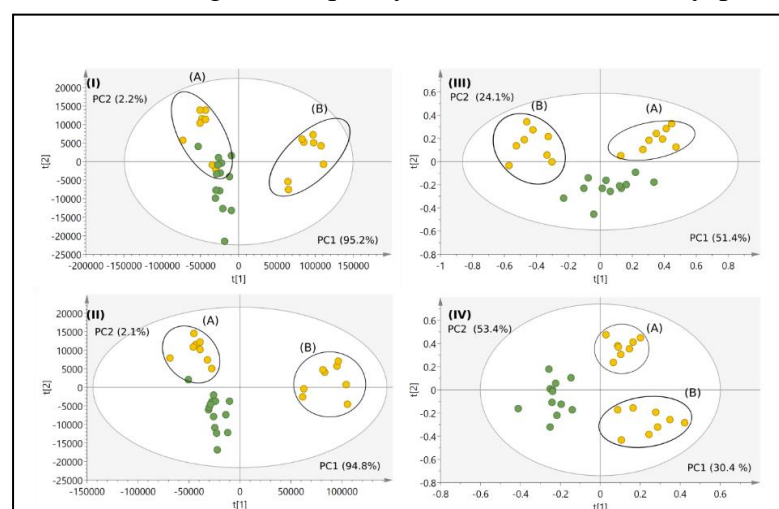 (I)
(A)
(B)
PC2 (2.2%)
PC1 (95.2%)
t[2]
20000
15000
10000
5000
0
-5000
-10000
-15000
-20000
-25000
-200000 -150000 -100000 -50000 0 50000 100000 150000
t[1]
(III)
(B)
(A)
PC2 (24.1%)
PC1 (51.4%)
t[2]
0.6
0.4
0.2
0
-0.2
-0.4
-0.6
-0.8
-1 -0.8 -0.6 -0.4 -0.2 0 0.2 0.4 0.6 0.8
t[1]
(II)
(A)
(B)
PC2 (2.1%)
PC1 (94.8%)
t[2]
20000
15000
10000
5000
0
-5000
-10000
-15000
-20000
-25000
-150000 -100000 -50000 0 50000 100000
t[1]
(IV)
(A)
(B)
PC2 (53.4%)
PC1 (30.4 %)
t[2]
0.6
0.4
0.2
0
-0.2
-0.4
-0.6
-0.8
-0.6 -0.4 -0.2 0 0.2 0.4 0.6
t[1]